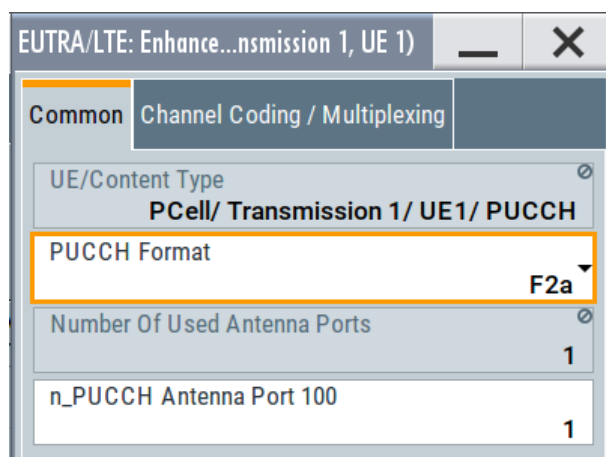 EUTRA/LTE: Enhance...nsmission 1, UE 1)
Common Channel Coding / Multiplexing
UE/Content Type
PCell/ Transmission 1/ UE1/ PUCCH
PUCCH Format
F2a
Number Of Used Antenna Ports
1
n_PUCCH Antenna Port 100
1